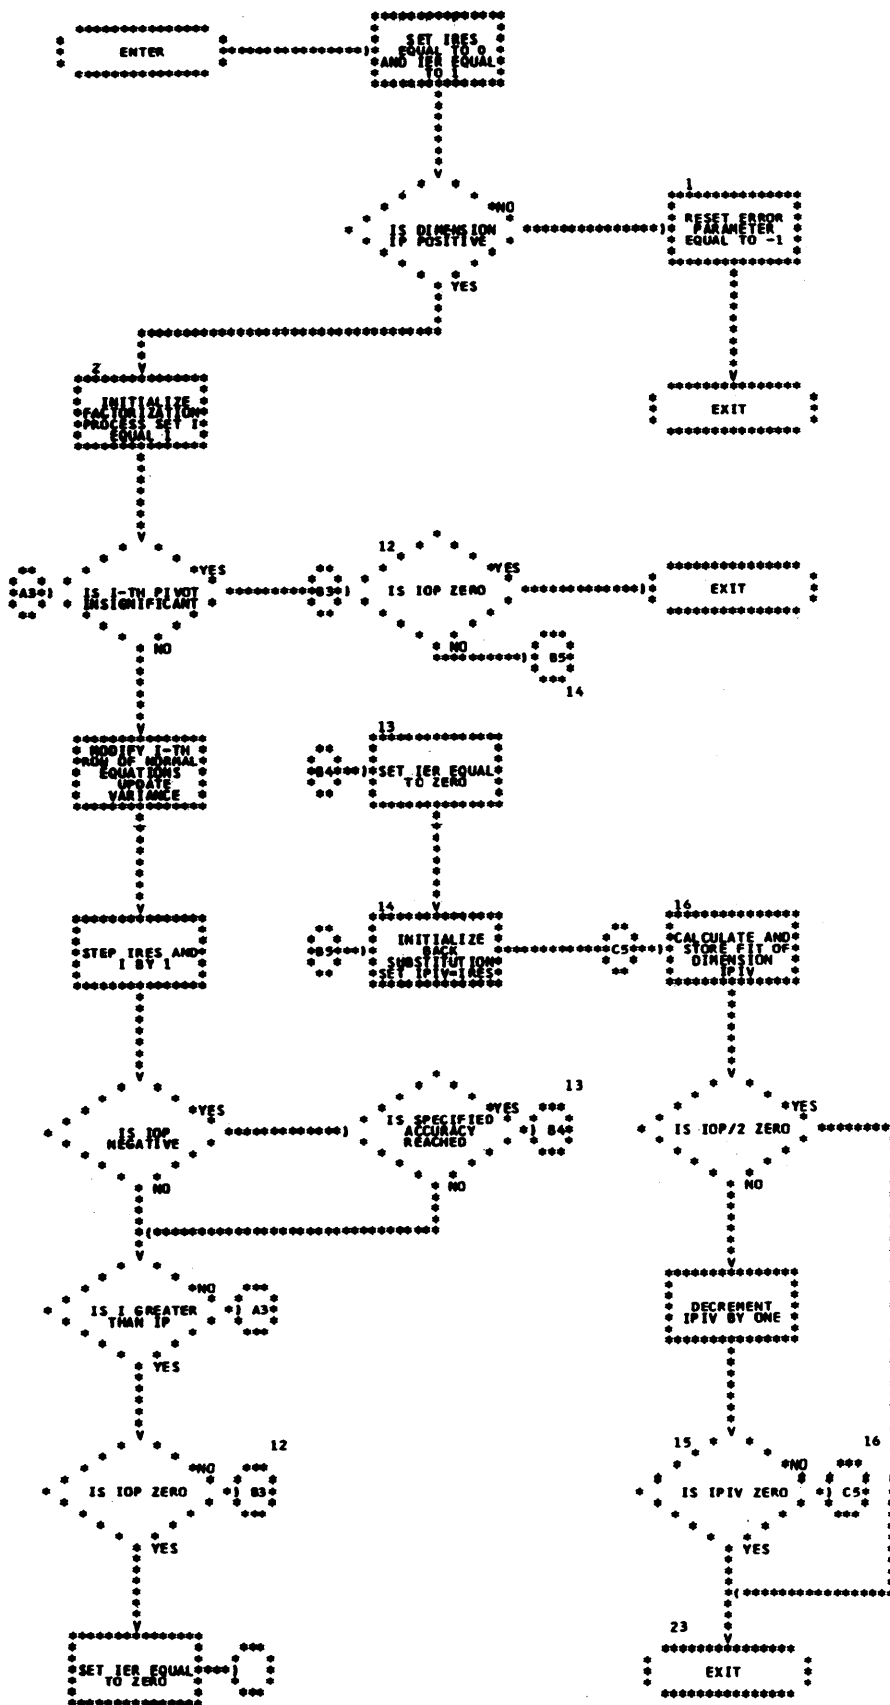 ENTER
SET IRES
EQUAL TO 0
AND IER EQUAL
TO 1
IS DIMENSION
IP POSITIVE
NO
YES
1
RESET ERROR
PARAMETER
EQUAL TO -1
EXIT
2
INITIALIZE
FACTORIZATION
PROCESS SET I
EQUAL 1
A3
IS I-TH PIVOT
INSIGNIFICANT
YES
NO
B3
12
IS IOP ZERO
YES
NO
EXIT
B5
14
MODIFY I-TH
ROW OF NORMAL
EQUATIONS
UPDATE
VARIANCE
B4
13
SET IER EQUAL
TO ZERO
STEP IRES AND
I BY 1
B5
14
INITIALIZE
BACK
SUBSTITUTION
SET IPIV=IRES
C5
16
CALCULATE AND
STORE FIT OF
DIMENSION
IPIV
IS IOP
NEGATIVE
YES
NO
IS SPECIFIED
ACCURACY
REACHED
YES
NO
13
B4
IS IOP/2 ZERO
YES
NO
IS I GREATER
THAN IP
NO
YES
A3
DECREMENT
IPIV BY ONE
IS IOP ZERO
NO
YES
12
B3
15
IS IPIV ZERO
NO
YES
16
C5
SET IER EQUAL
TO ZERO
23
EXIT